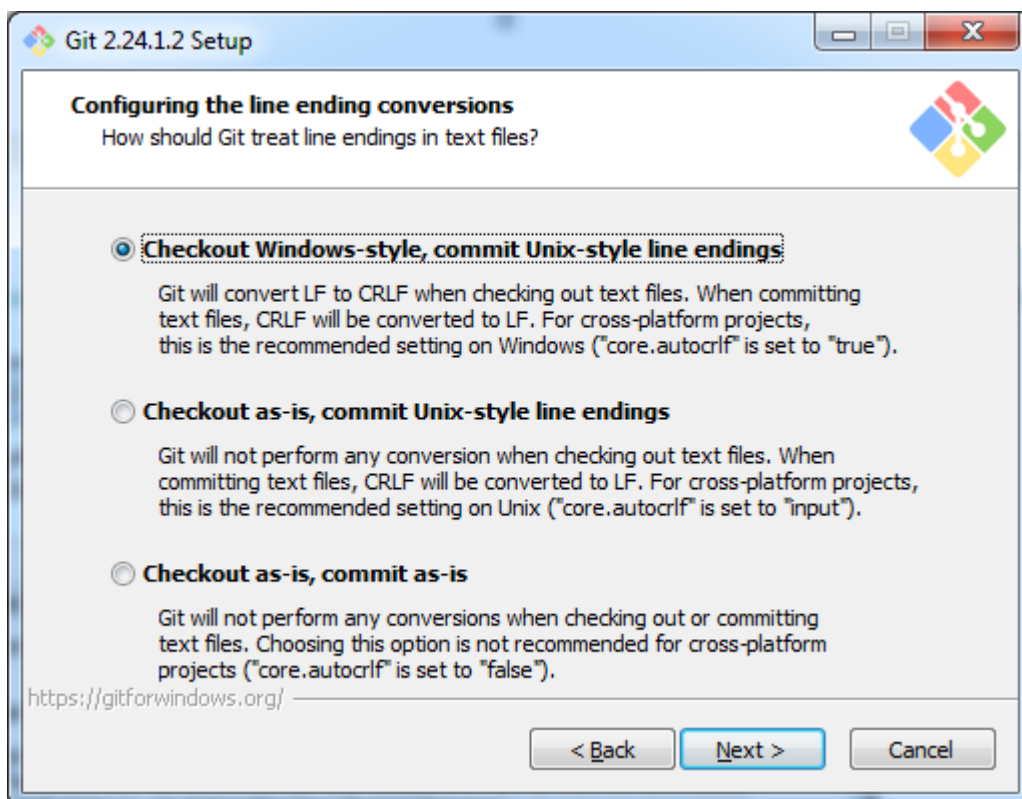 Git 2.24.1.2 Setup
Configuring the line ending conversions
How should Git treat line endings in text files?
Checkout Windows-style, commit Unix-style line endings
Git will convert LF to CRLF when checking out text files. When committing
text files, CRLF will be converted to LF. For cross-platform projects,
this is the recommended setting on Windows ("core.autocrlf" is set to "true").
Checkout as-is, commit Unix-style line endings
Git will not perform any conversion when checking out text files. When
committing text files, CRLF will be converted to LF. For cross-platform projects,
this is the recommended setting on Unix ("core.autocrlf" is set to "input").
Checkout as-is, commit as-is
Git will not perform any conversions when checking out or committing
text files. Choosing this option is not recommended for cross-platform
projects ("core.autocrlf" is set to "false").
https://gitforwindows.org/
< Back Next > Cancel